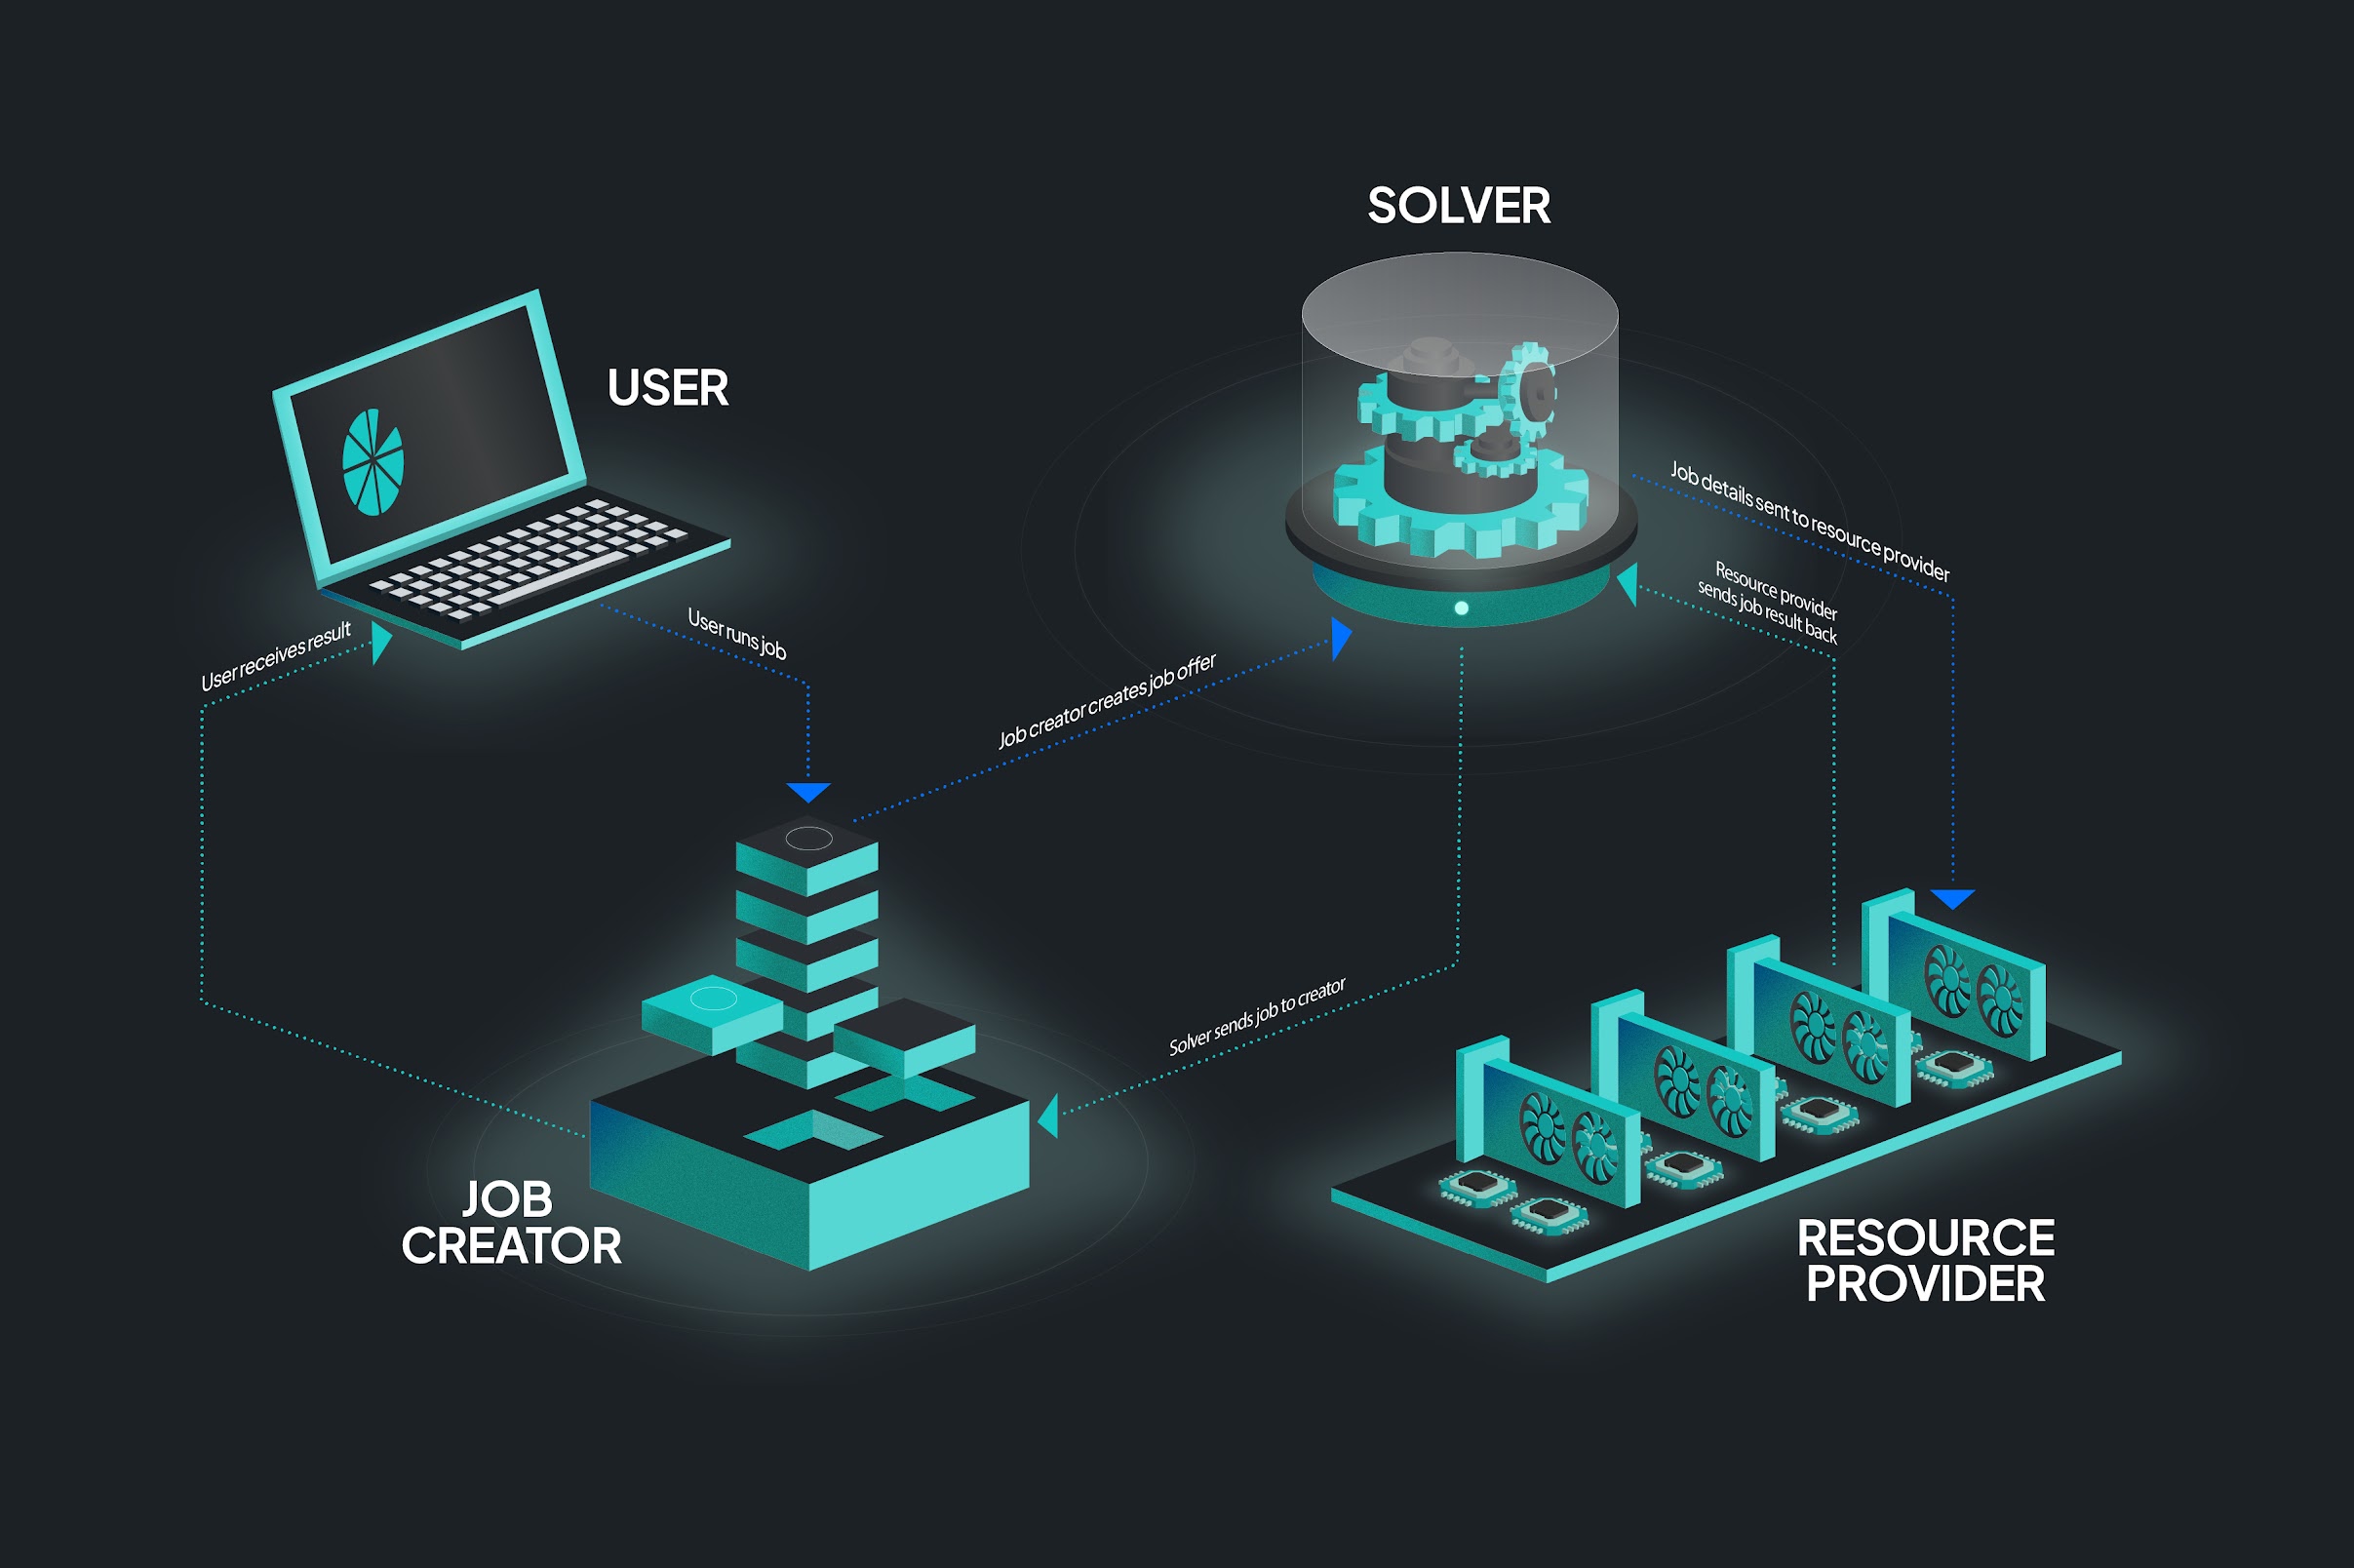 SOLVER
USER
Job details sent to resource provider
Resource provider
sends job result back
User receives result
User runs job
Job creator creates job offer
Solver sends job to creator
JOB
CREATOR
RESOURCE
PROVIDER